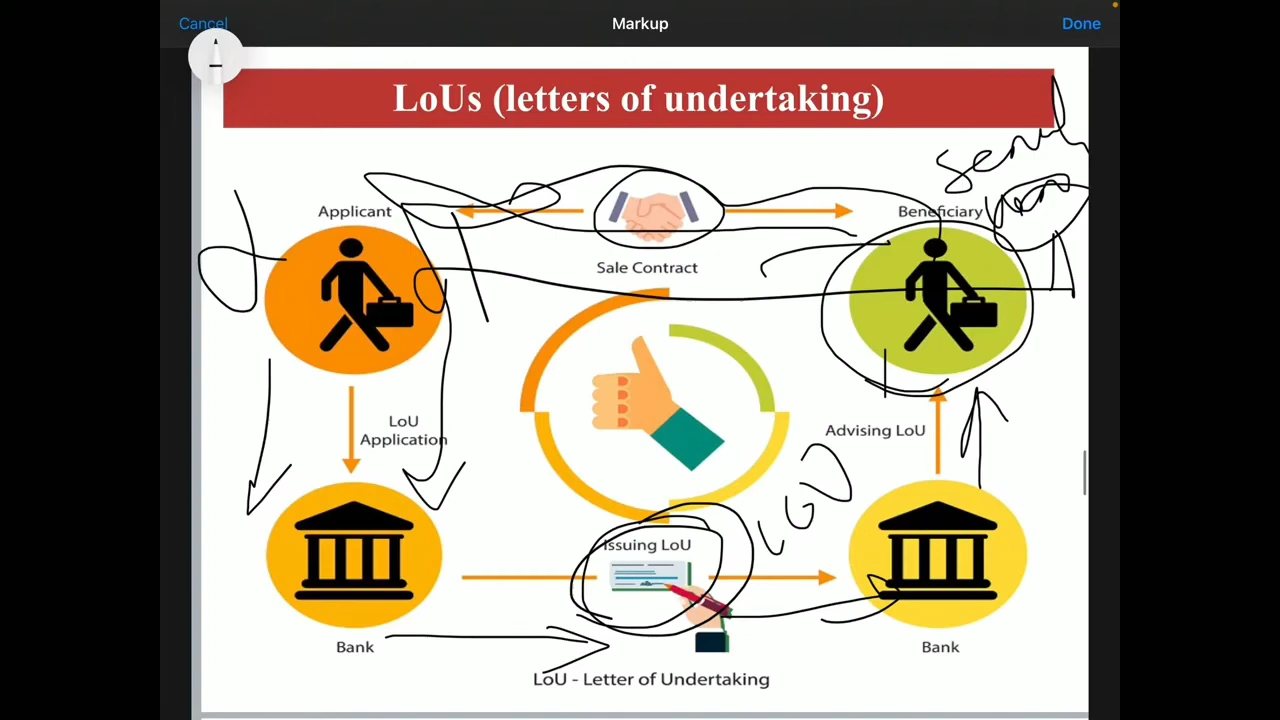 Cancel
Markup
Done
LoUs (letters of undertaking)
send
Applicant
Beneficiary
Sale Contract
LoU
Application
Advising LoU
Issuing LoU
Bank
Bank
LoU - Letter of Undertaking